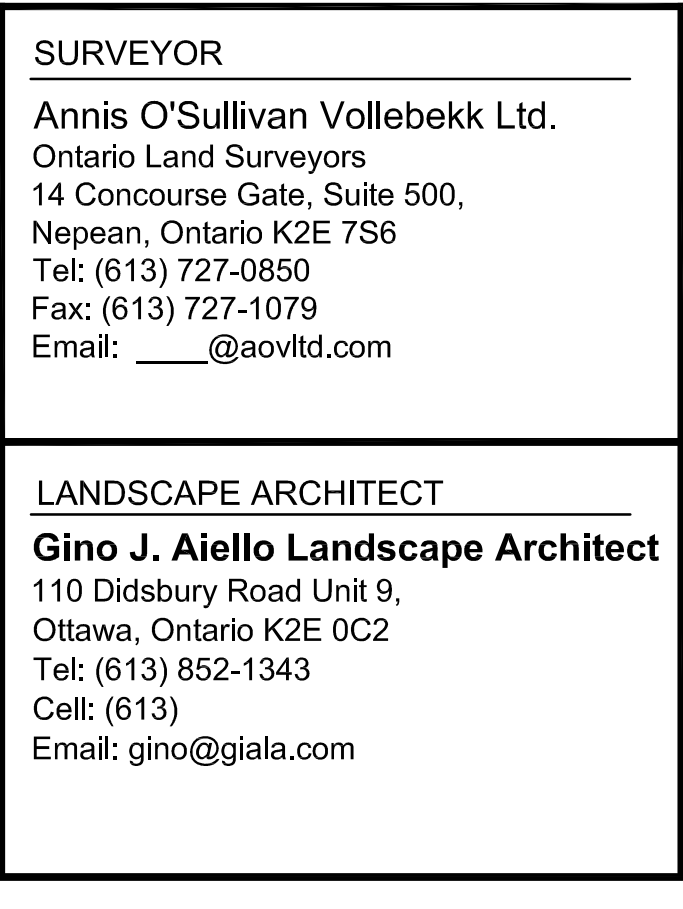 SURVEYOR
Annis O'Sullivan Vollebekk Ltd.
Ontario Land Surveyors
14 Concourse Gate, Suite 500,
Nepean, Ontario K2E 7S6
Tel: (613) 727-0850
Fax: (613) 727-1079
Email: ____@aovltd.com
LANDSCAPE ARCHITECT
Gino J. Aiello Landscape Architect
110 Didsbury Road Unit 9,
Ottawa, Ontario K2E 0C2
Tel: (613) 852-1343
Cell: (613)
Email: gino@giala.com